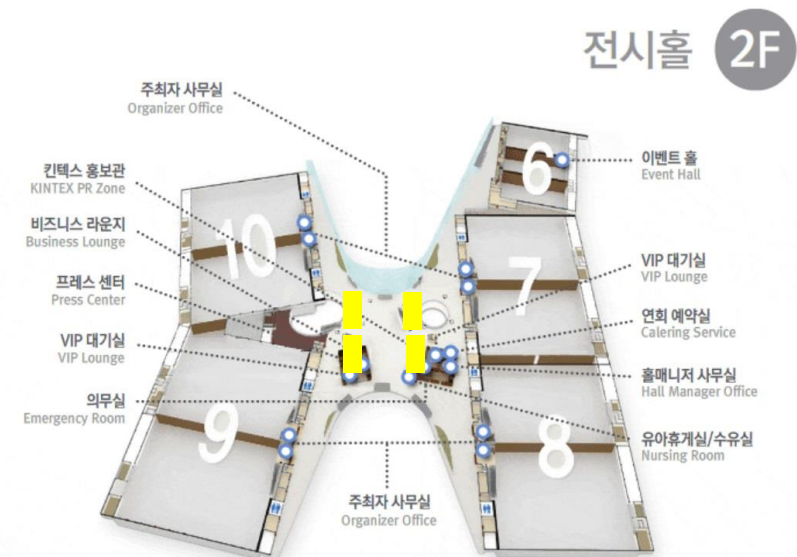 전시홀 2F
주최자 사무실
Organizer Office
킨텍스 홍보관
KINTEX PR Zone
비즈니스 라운지
Business Lounge
프레스 센터
Press Center
VIP 대기실
VIP Lounge
의무실
Emergency Room
10
9
6
7
8
이벤트 홀
Event Hall
VIP 대기실
VIP Lounge
연회 예약실
Calering Service
홀매니저 사무실
Hall Manager Office
유아휴게실/수유실
Nursing Room
주최자 사무실
Organizer Office